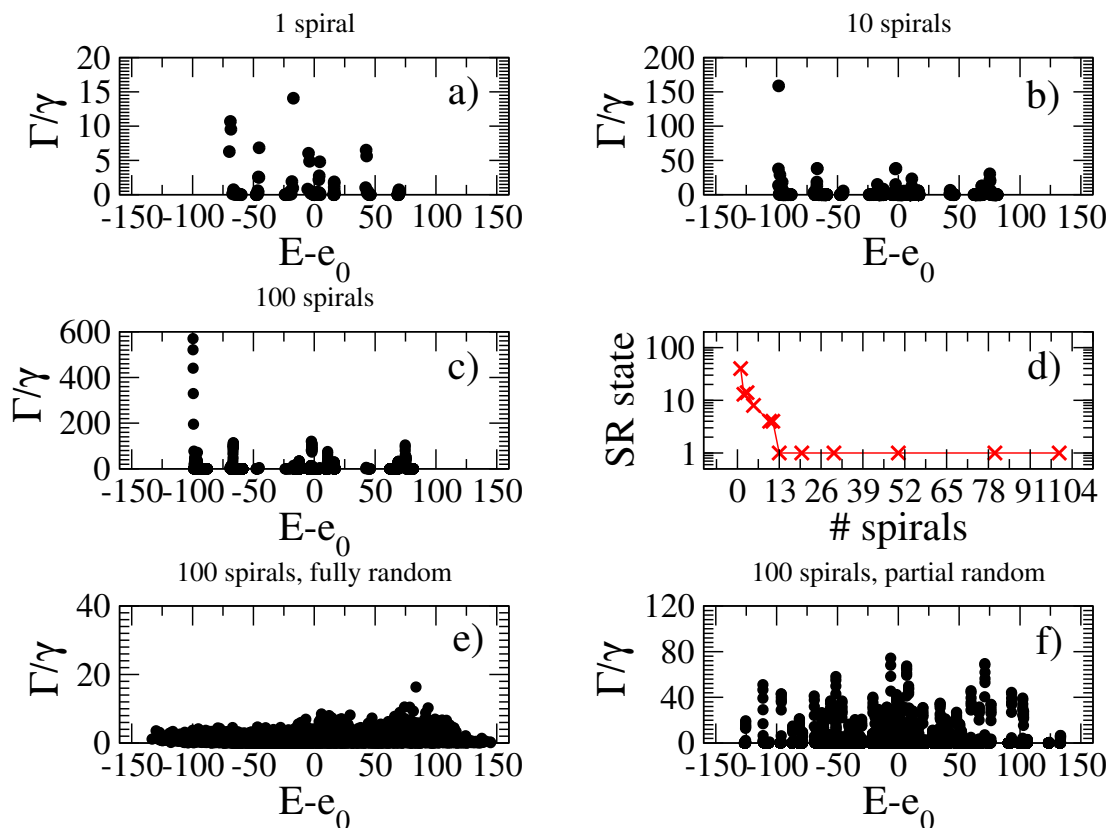 1 spiral
20
15
10
5
0
Γ/γ
a)
-150-100 -50 0 50 100 150
E-e0
10 spirals
200
150
100
50
0
Γ/γ
b)
-150-100 -50 0 50 100 150
E-e0
100 spirals
600
400
200
0
Γ/γ
c)
-150-100 -50 0 50 100 150
E-e0
100
10
1
SR state
d)
0 13 26 39 52 65 78 91 104
# spirals
100 spirals, fully random
40
20
0
Γ/γ
e)
-150-100 -50 0 50 100 150
E-e0
100 spirals, partial random
120
80
40
0
Γ/γ
f)
-150-100 -50 0 50 100 150
E-e0